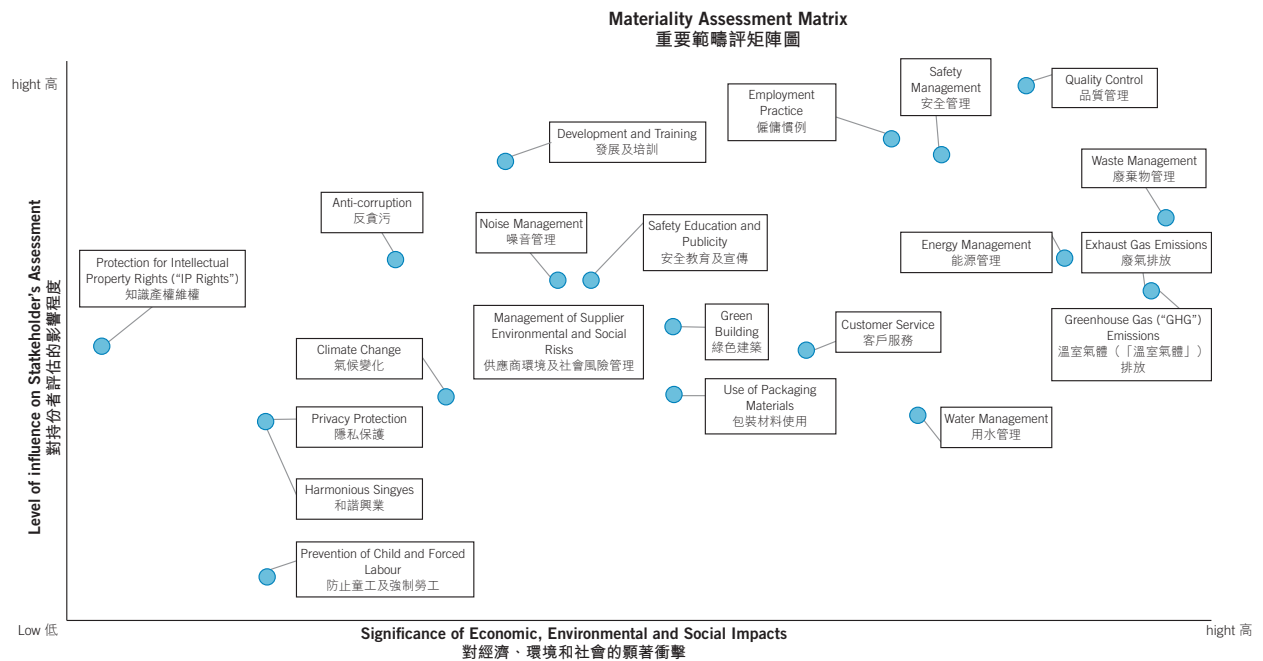 Materiality Assessment Matrix
重要範疇評矩陣圖
hight 高
Safety
Management
安全管理
Quality Control
品質管理
Employment
Practice
僱傭慣例
Development and Training
發展及培訓
Waste Management
廢棄物管理
Anti-corruption
反貪污
Noise Management
噪音管理
Safety Education and
Publicity
安全教育及宣傳
Energy Management
能源管理
Exhaust Gas Emissions
廢氣排放
Protection for Intellectual
Property Rights (“IP Rights”)
知識產權維權
Management of Supplier
Environmental and Social
Risks
供應商環境及社會風險管理
Green
Building
綠色建築
Customer Service
客戶服務
Greenhouse Gas (“GHG”)
Emissions
溫室氣體（「溫室氣體」）
排放
Climate Change
氣候變化
Use of Packaging
Materials
包裝材料使用
Privacy Protection
隱私保護
Water Management
用水管理
Harmonious Singyes
和諧興業
Prevention of Child and Forced
Labour
防止童工及強制勞工
Level of influence on Statkeholder’s Assessment
對持份者評估的影響程度
Low 低
Significance of Economic, Environmental and Social Impacts
對經濟、環境和社會的顯著衝擊
hight 高